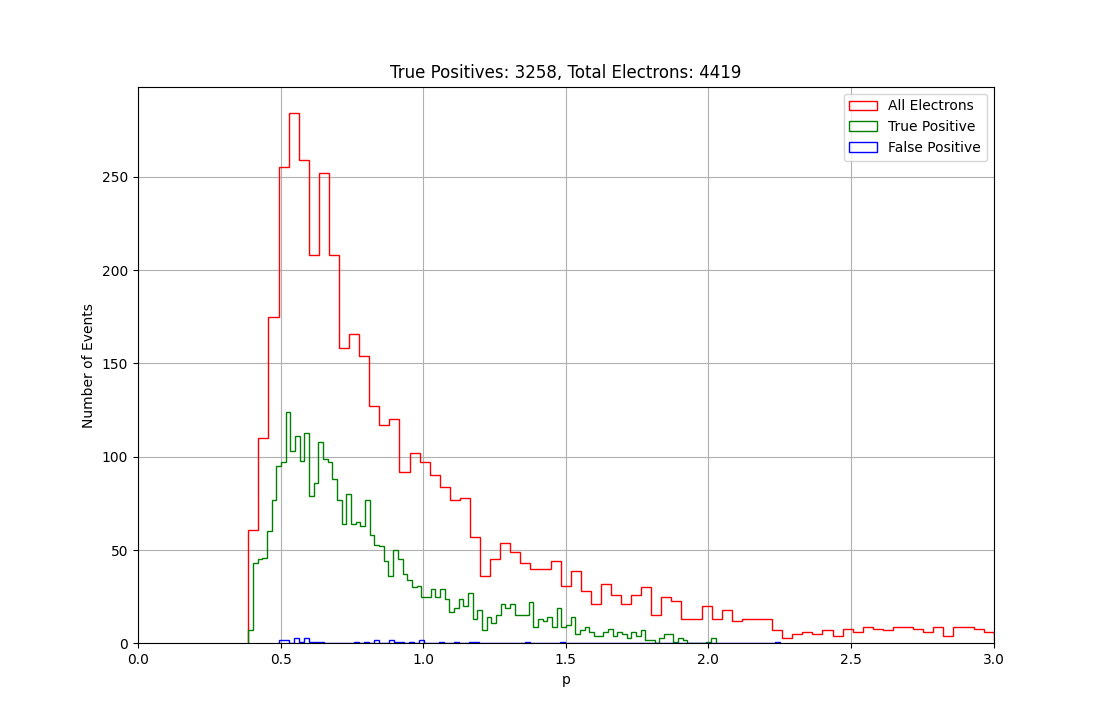 True Positives: 3258, Total Electrons: 4419
All Electrons
True Positive
False Positive
Number of Events
250
200
150
100
50
0
0.0 0.5 1.0 1.5 2.0 2.5 3.0
p